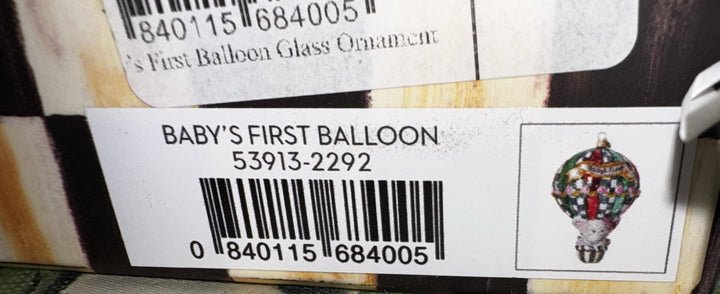 840115 684005
's First Balloon Glass Ornament
BABY'S FIRST BALLOON
53913-2292
0 840115 684005